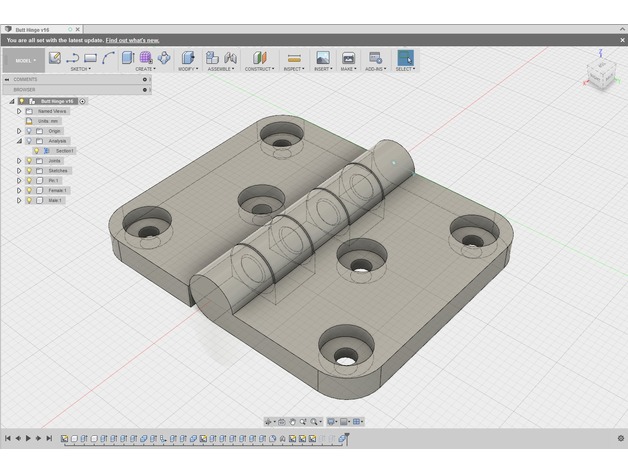 Butt Hinge v16
You are all set with the latest update. Find out what's new.
MODEL
SKETCH
CREATE
MODIFY
ASSEMBLE
CONSTRUCT
INSPECT
INSERT
MAKE
ADD-INS
SELECT
COMMENTS
BROWSER
Butt Hinge v16
Named Views
Units: mm
Origin
Analysis
Section1
Joints
Sketches
Pin:1
Female:1
Male:1